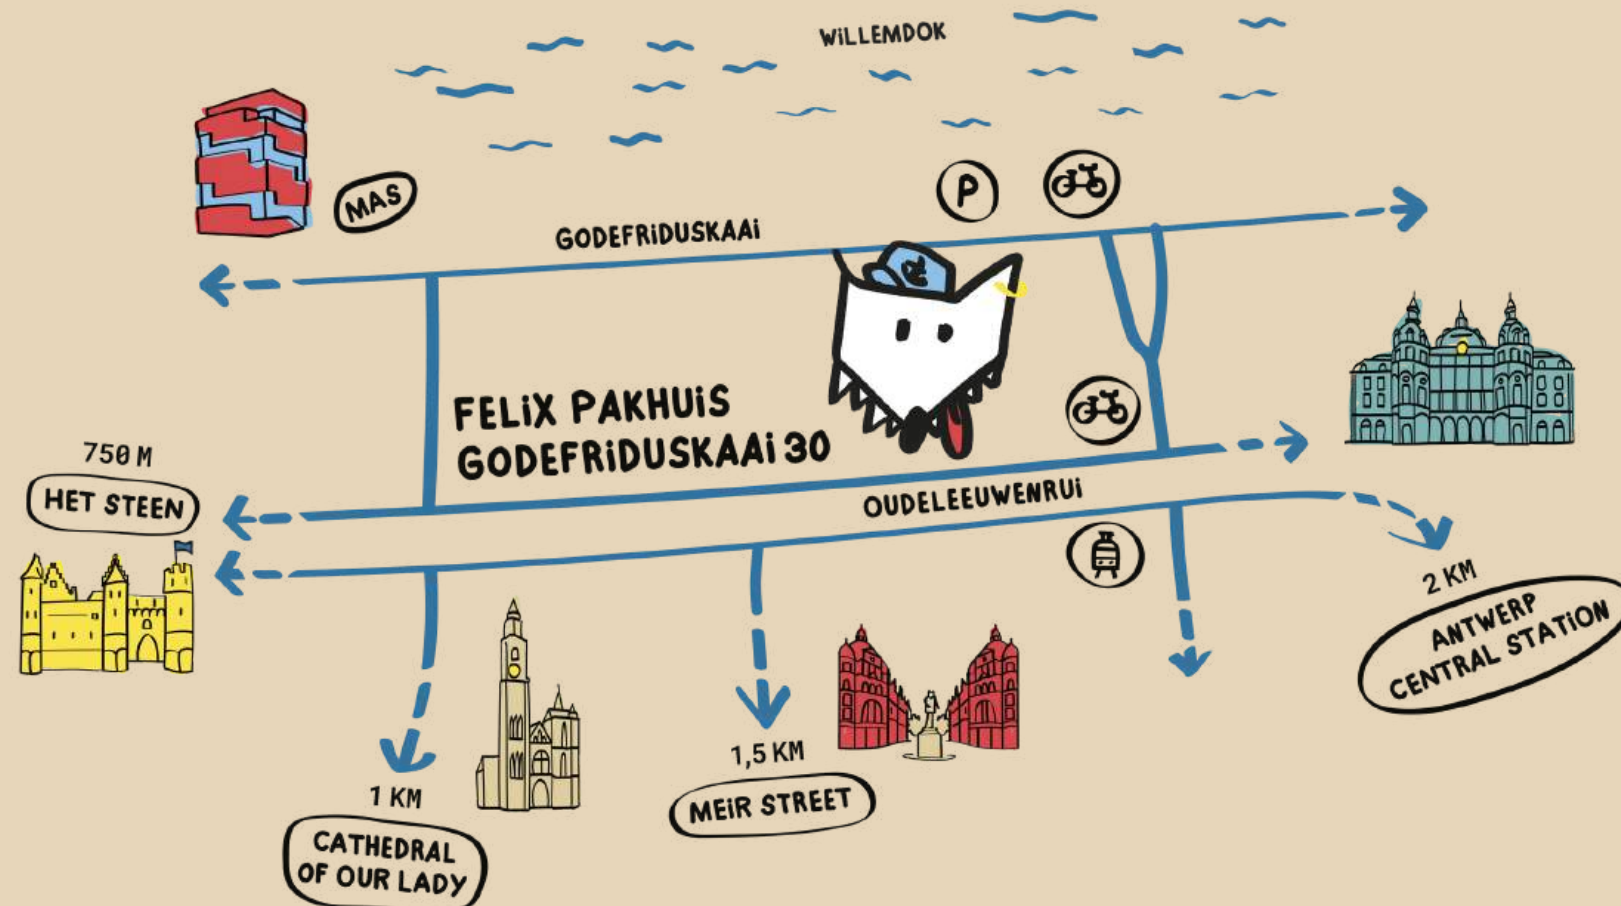 WiLLEMDOK
MAS
P
GODEFRiDUSKAAi
FELiX PAKHUiS
GODEFRiDUSKAAi 30
750 M
HET STEEN
OUDELEEUWENRUi
2 KM
ANTWERP
CENTRAL STATiON
1,5 KM
MEiR STREET
1 KM
CATHEDRAL
OF OUR LADY